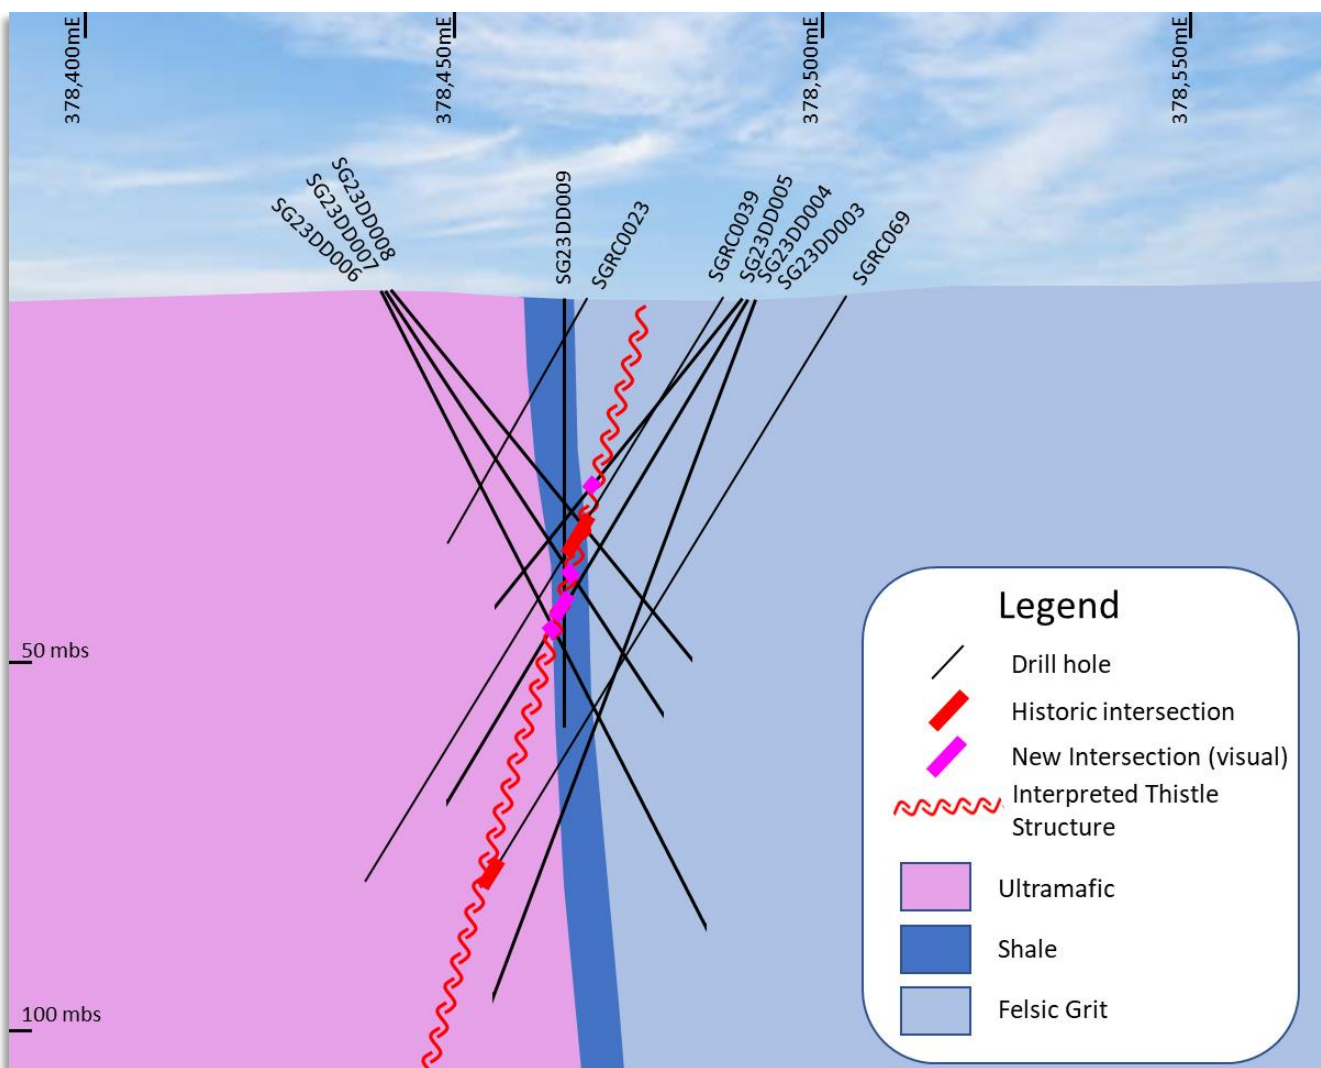 378,400mE
378,450mE
378,500mE
378,550mE
SG23DD006
SG23DD007
SG23DD008
SG23DD009
SGRC0023
SGRC0039
SG23DD005
SG23DD004
SG23DD003
SGRC069
50 mbs
100 mbs
Legend
Drill hole
Historic intersection
New Intersection (visual)
Interpreted Thistle
Structure
Ultramafic
Shale
Felsic Grit